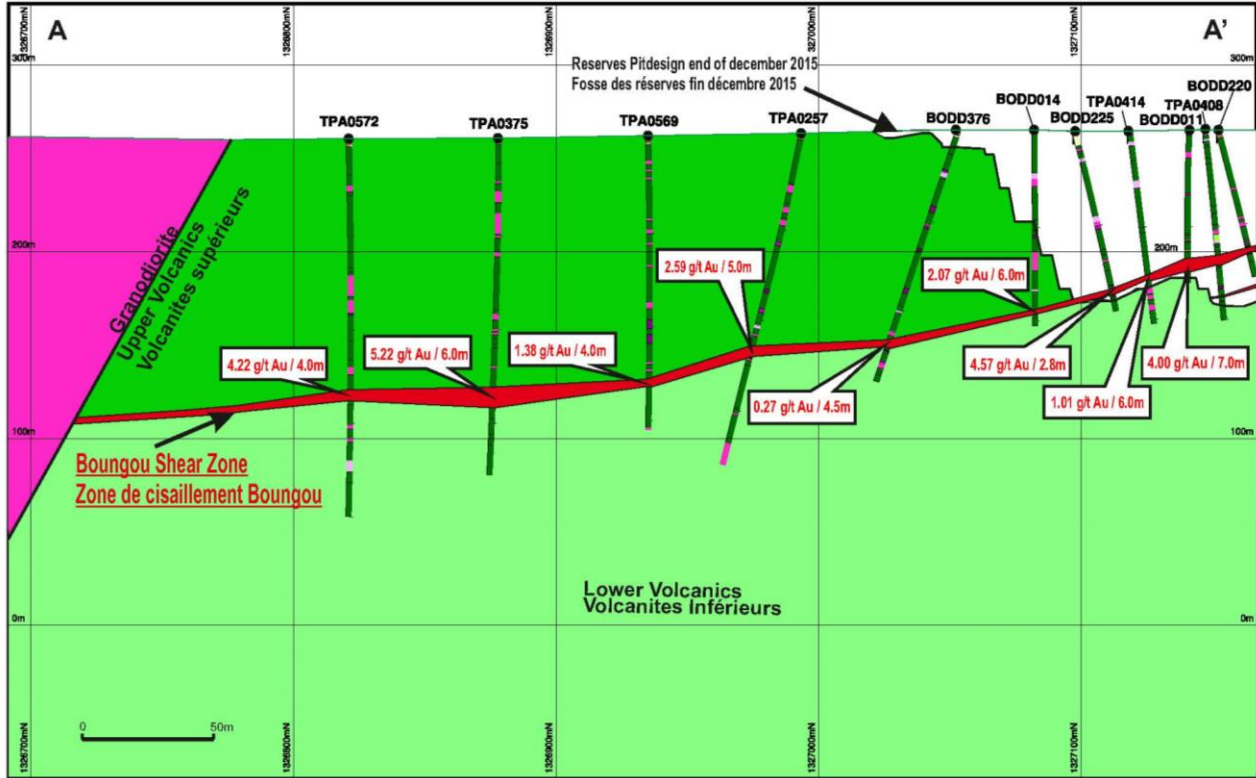 A
A'
1326700mN
1326800mN
1326900mN
1327000mN
1327100mN
300m
300m
Reserves Pitdesign end of december 2015
Fosse des réserves fin décembre 2015
TPA0572
TPA0375
TPA0569
TPA0257
BODD376
BODD014
BODD225
TPA0414
BODD011
TPA0408
BODD220
Granodiorite
Upper Volcanics
Volcanites supérieurs
200m
200m
4.22 g/t Au / 4.0m
5.22 g/t Au / 6.0m
1.38 g/t Au / 4.0m
2.59 g/t Au / 5.0m
0.27 g/t Au / 4.5m
2.07 g/t Au / 6.0m
4.57 g/t Au / 2.8m
1.01 g/t Au / 6.0m
4.00 g/t Au / 7.0m
100m
100m
Boungou Shear Zone
Zone de cisaillement Boungou
Lower Volcanics
Volcanites Inférieurs
0m
0m
0
50m
1326700mN
1326800mN
1326900mN
1327000mN
1327100mN